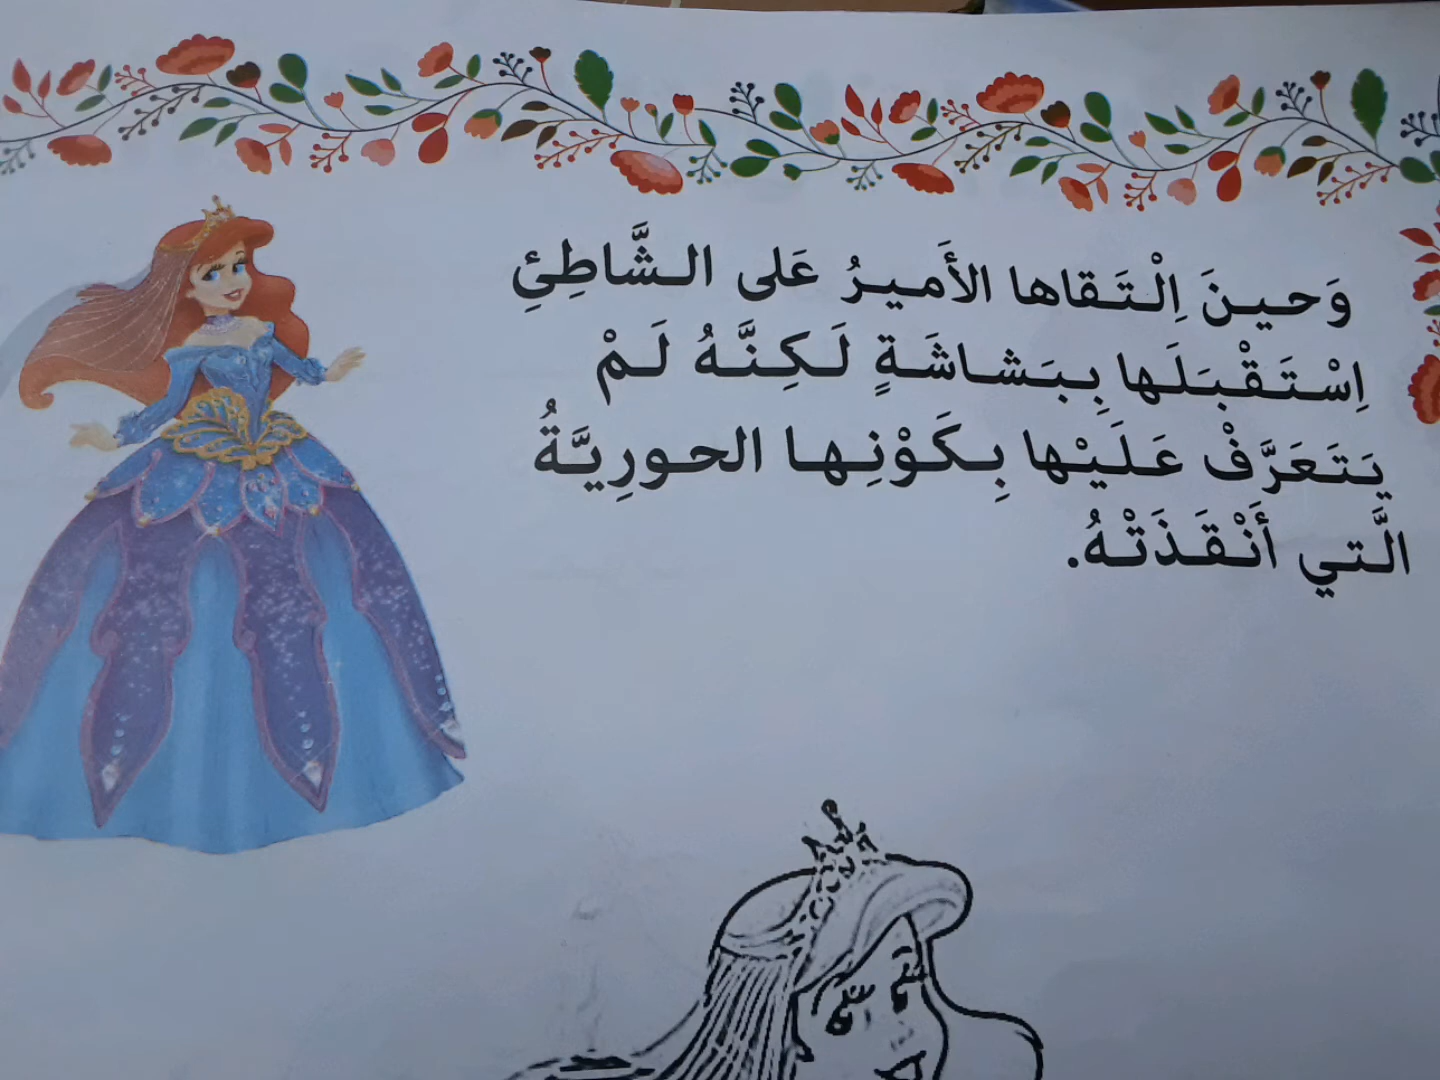 وَحينَ اِلْتَقاها الأَميرُ عَلى الشَّاطِئِ
اِسْتَقْبَلَها بِبَشاشَةٍ لَكِنَّهُ لَمْ
يَتَعَرَّفْ عَلَيْها بِكَوْنِها الحورِيَّةُ
الَّتي أَنْقَذَتْهُ.